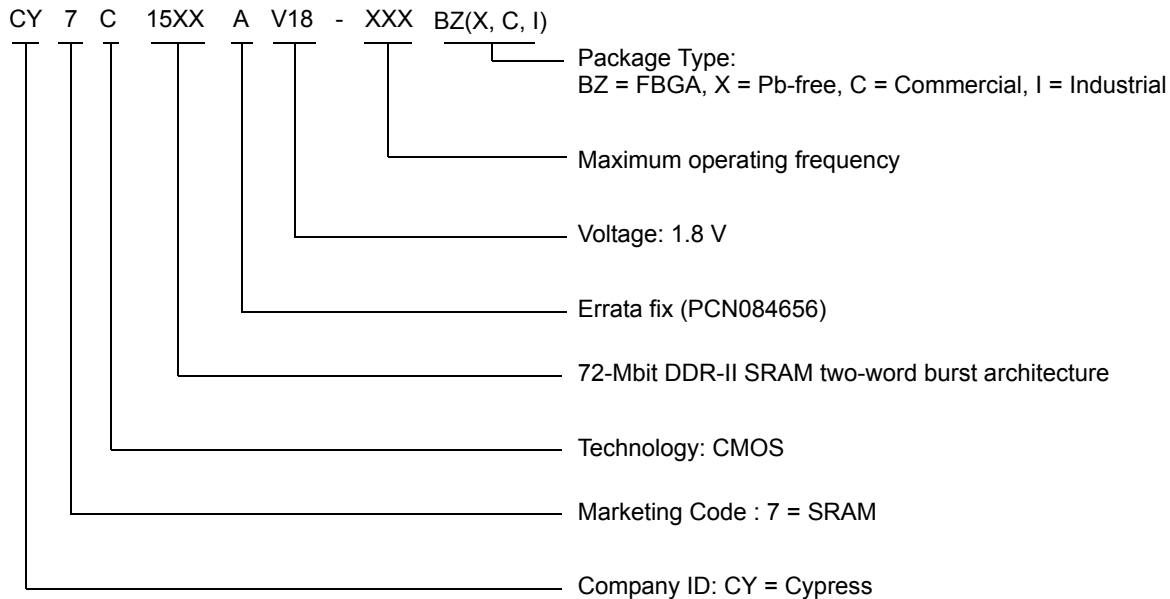 CY 7 C 15XX A V18 - XXX BZ(X, C, I)
Package Type:
BZ = FBGA, X = Pb-free, C = Commercial, I = Industrial
Maximum operating frequency
Voltage: 1.8 V
Errata fix (PCN084656)
72-Mbit DDR-II SRAM two-word burst architecture
Technology: CMOS
Marketing Code : 7 = SRAM
Company ID: CY = Cypress